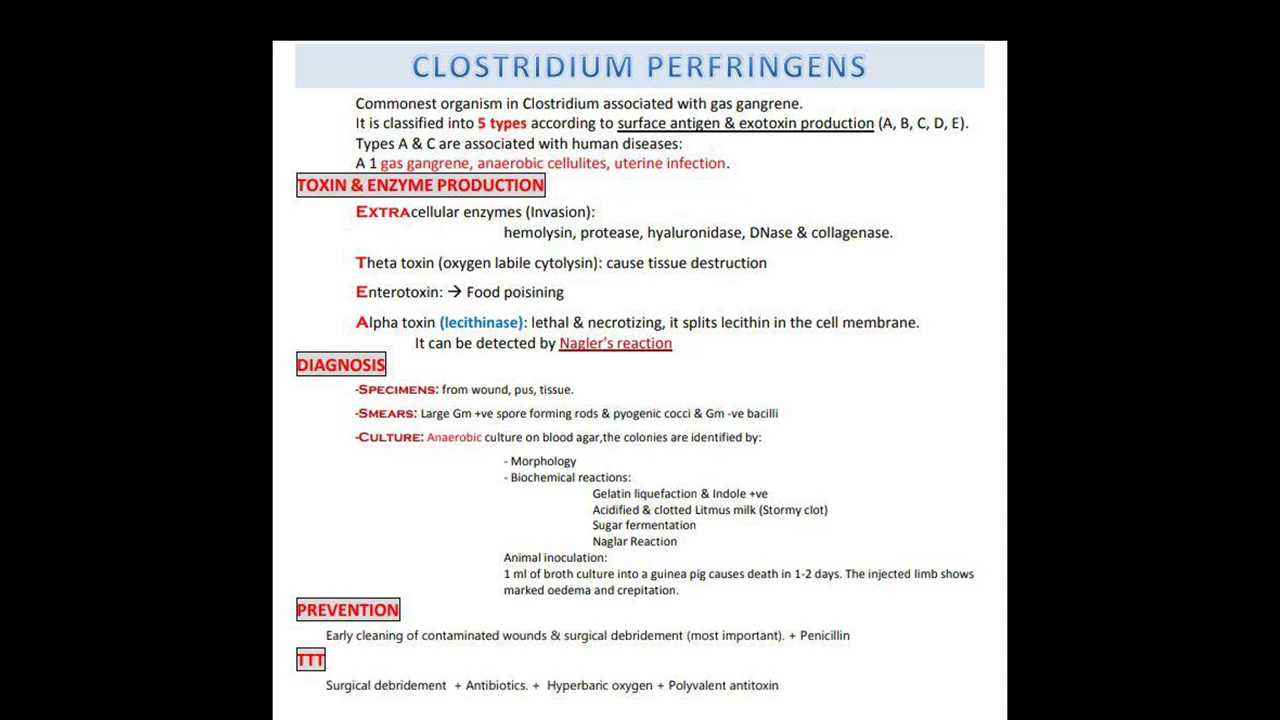 CLOSTRIDIUM PERFRINGENS
Commonest organism in Clostridium associated with gas gangrene.
It is classified into 5 types according to surface antigen & exotoxin production (A, B, C, D, E).
Types A & C are associated with human diseases:
A 1 gas gangrene, anaerobic cellulites, uterine infection.
TOXIN & ENZYME PRODUCTION
EXTRAcellular enzymes (Invasion):
hemolysin, protease, hyaluronidase, DNase & collagenase.
Theta toxin (oxygen labile cytolysin): cause tissue destruction
Enterotoxin: → Food poisining
Alpha toxin (lecithinase): lethal & necrotizing, it splits lecithin in the cell membrane.
It can be detected by Nagler's reaction
DIAGNOSIS
-SPECIMENS: from wound, pus, tissue.
-SMEARS: Large Gm +ve spore forming rods & pyogenic cocci & Gm -ve bacilli
-CULTURE: Anaerobic culture on blood agar,the colonies are identified by:
- Morphology
- Biochemical reactions:
Gelatin liquefaction & Indole +ve
Acidified & clotted Litmus milk (Stormy clot)
Sugar fermentation
Naglar Reaction
Animal inoculation:
1 ml of broth culture into a guinea pig causes death in 1-2 days. The injected limb shows
marked oedema and crepitation.
PREVENTION
Early cleaning of contaminated wounds & surgical debridement (most important). + Penicillin
TTT
Surgical debridement + Antibiotics. + Hyperbaric oxygen + Polyvalent antitoxin